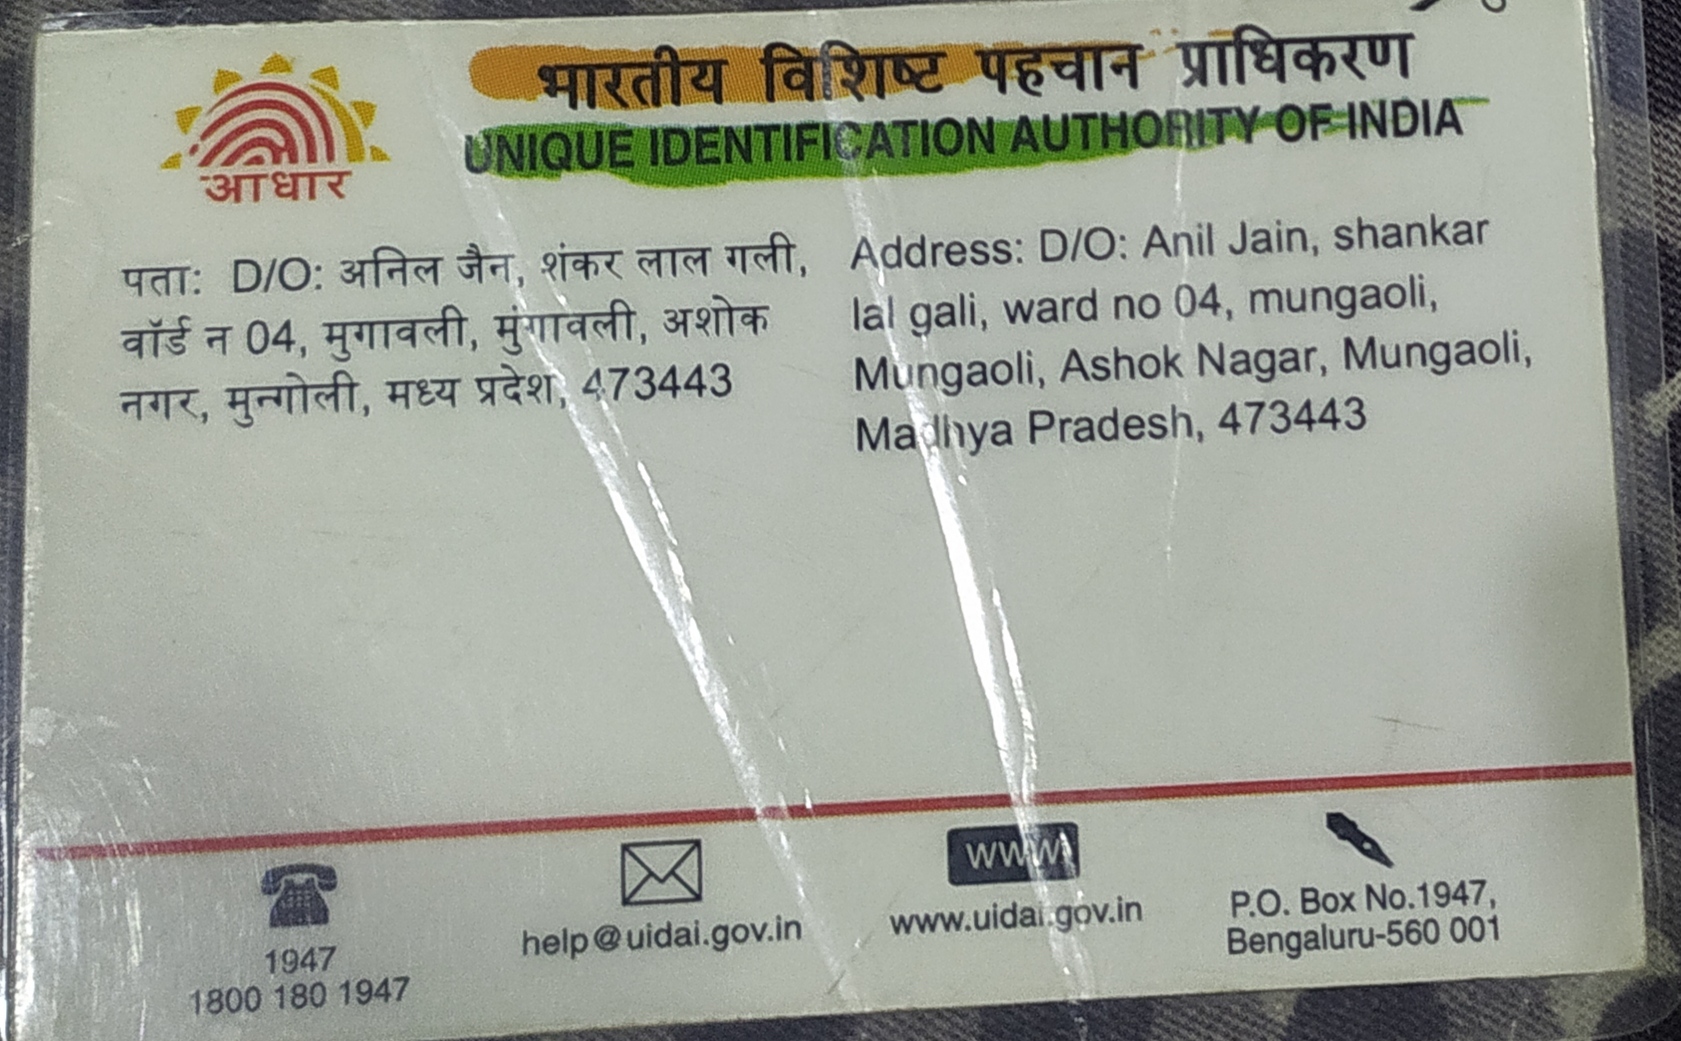 भारतीय विशिष्ट पहचान प्राधिकरण
UNIQUE IDENTIFICATION AUTHORITY OF INDIA
आधार
पता: D/O: अनिल जैन, शंकर लाल गली,
वॉर्ड न 04, मुगावली, मुंगावली, अशोक
नगर, मुन्गोली, मध्य प्रदेश, 473443
Address: D/O: Anil Jain, shankar
lal gali, ward no 04, mungaoli,
Mungaoli, Ashok Nagar, Mungaoli,
Madhya Pradesh, 473443
1947
1800 180 1947
help@uidai.gov.in
www
www.uidai.gov.in
P.O. Box No.1947,
Bengaluru-560 001